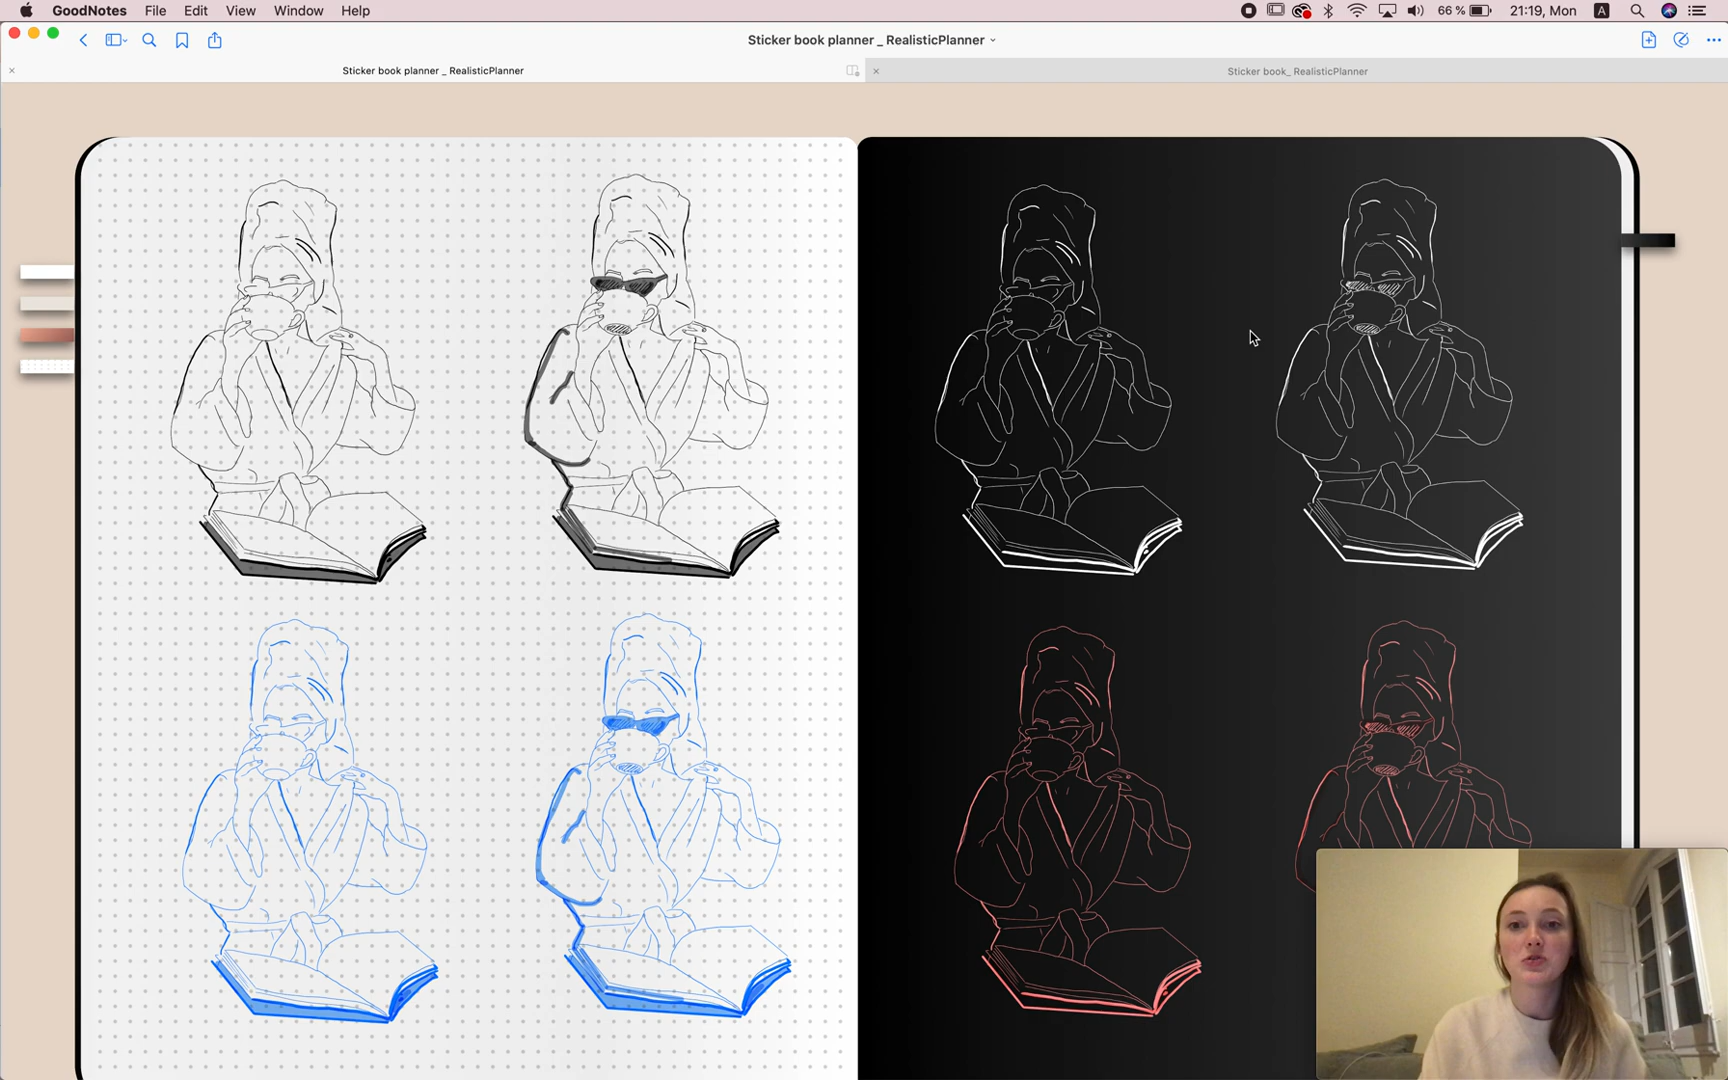 GoodNotes File Edit View Window Help 66 % 21:19, Mon A
Sticker book planner _ RealisticPlanner
Sticker book planner _ RealisticPlanner
Sticker book_ RealisticPlanner